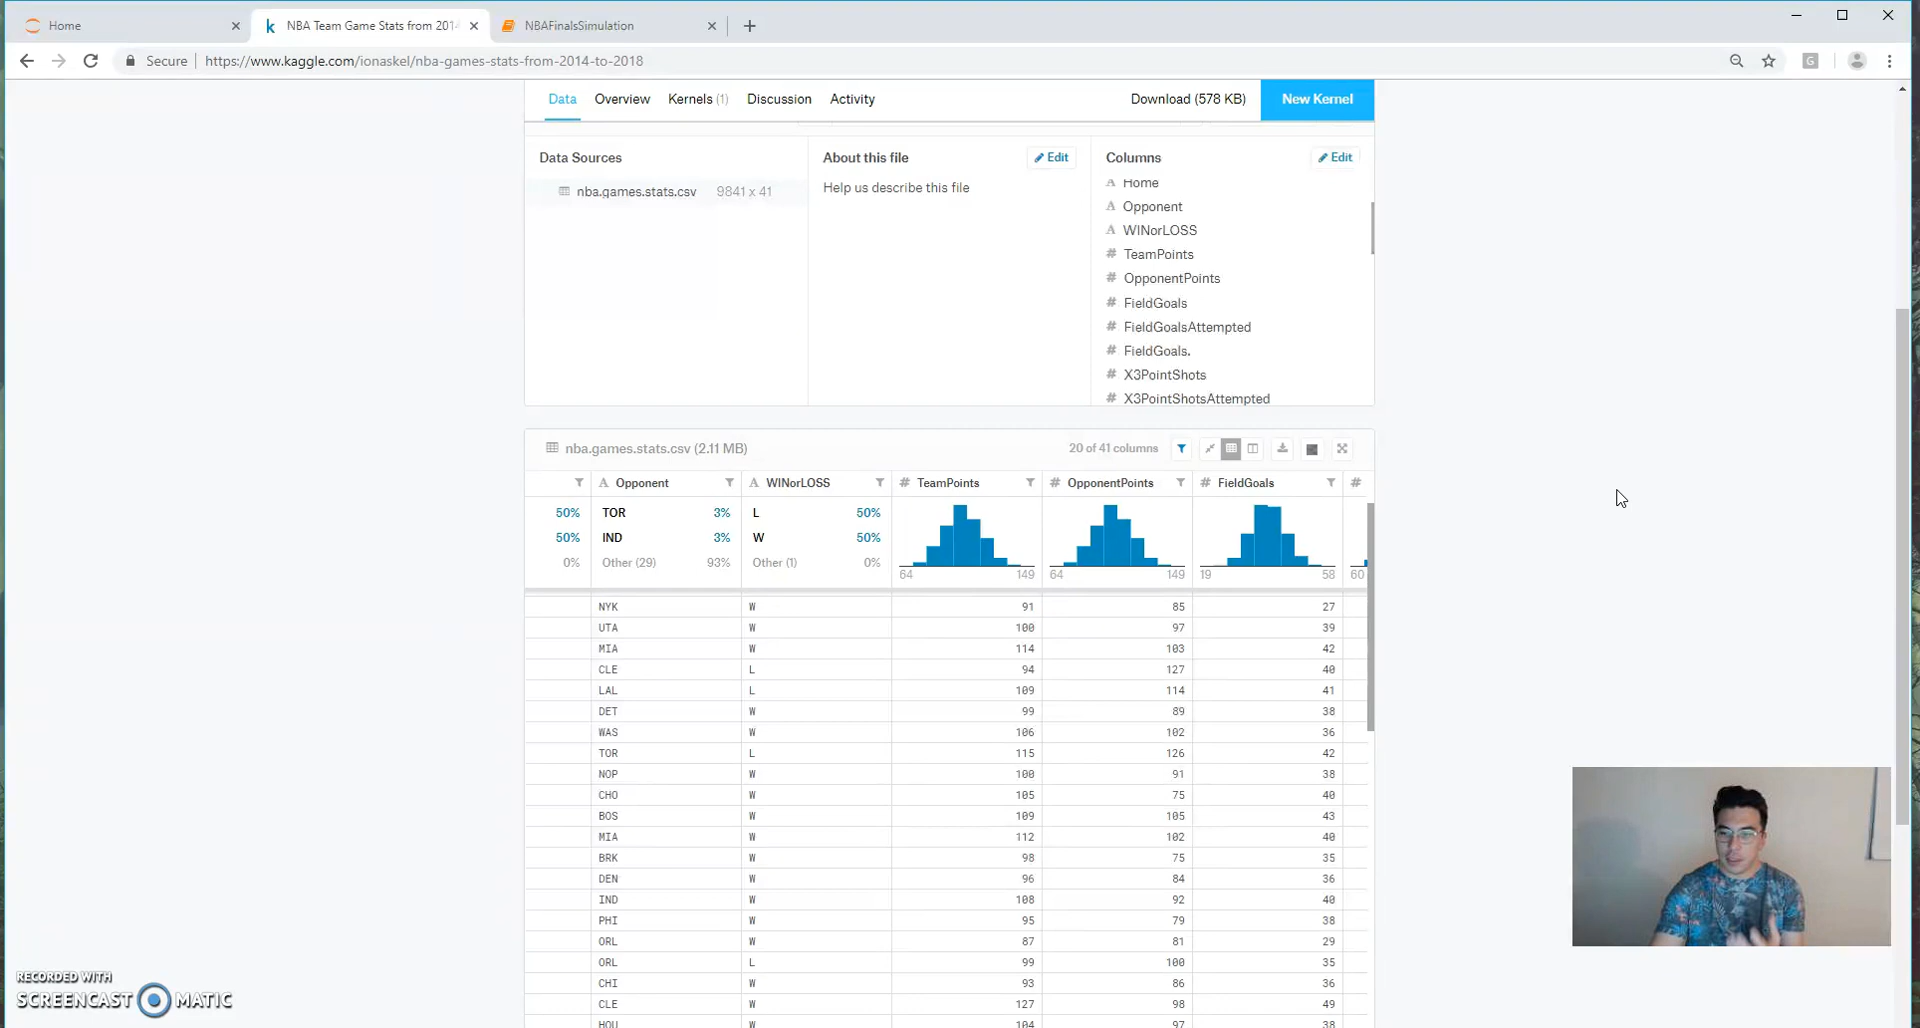 Home
NBA Team Game Stats from 201
NBAFinalsSimulation
Secure https://www.kaggle.com/ionaskel/nba-games-stats-from-2014-to-2018
Data Overview Kernels (1) Discussion Activity Download (578 KB) New Kernel
Data Sources About this file Edit Columns Edit
nba.games.stats.csv 9841 x 41 Help us describe this file
Home
Opponent
WINorLOSS
# TeamPoints
# OpponentPoints
# FieldGoals
# FieldGoalsAttempted
# FieldGoals.
# X3PointShots
# X3PointShotsAttempted
nba.games.stats.csv (2.11 MB) 20 of 41 columns
A Opponent A WINorLOSS # TeamPoints # OpponentPoints # FieldGoals #
50% TOR 3% L 50%
50% IND 3% W 50%
0% Other (29) 93% Other (1) 0%
64 149 64 149 19 58 60
NYK W 91 85 27
UTA W 100 97 39
MIA W 114 103 42
CLE L 94 127 40
LAL L 109 114 41
DET W 99 89 38
WAS W 106 102 36
TOR L 115 126 42
NOP W 100 91 38
CHO W 105 75 40
BOS W 109 105 43
MIA W 112 102 40
BRK W 98 75 35
DEN W 96 84 36
IND W 108 92 40
PHI W 95 79 38
ORL W 87 81 29
ORL L 99 100 35
CHI W 93 86 36
CLE W 127 98 49
HOU W 104 97 38
RECORDED WITH
SCREENCAST MATIC